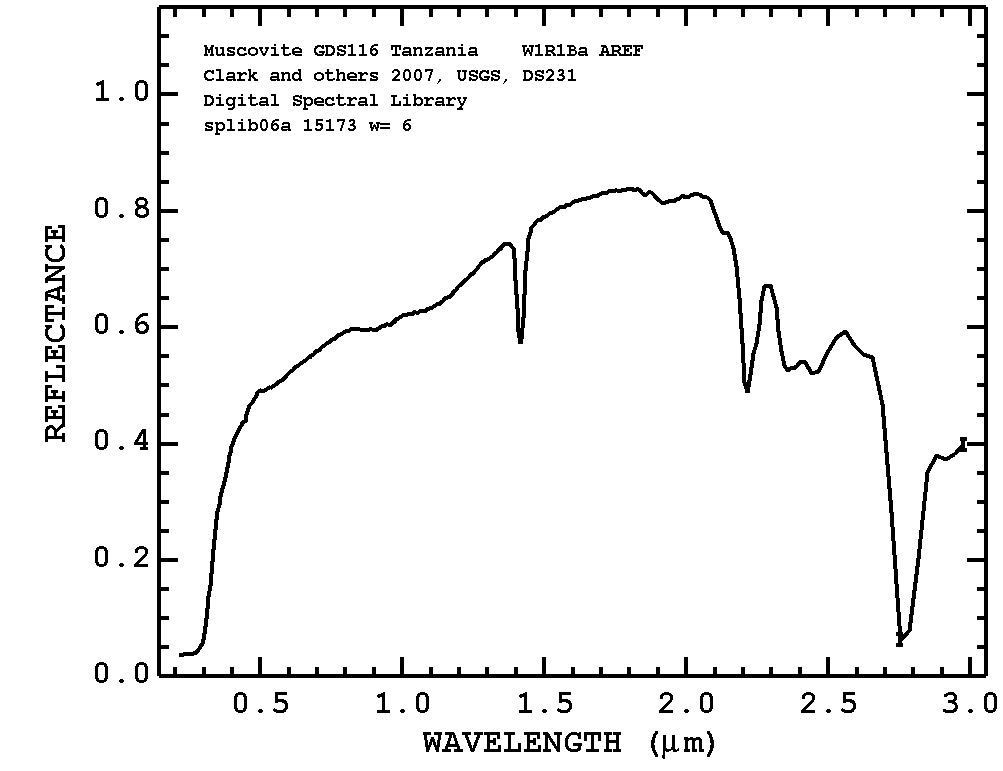 Muscovite GDS116 Tanzania W1R1Ba AREF
Clark and others 2007, USGS, DS231
Digital Spectral Library
splib06a 15173 w= 6
1.0
0.8
0.6
0.4
0.2
0.0
REFLECTANCE
0.5 1.0 1.5 2.0 2.5 3.0
WAVELENGTH (μm)